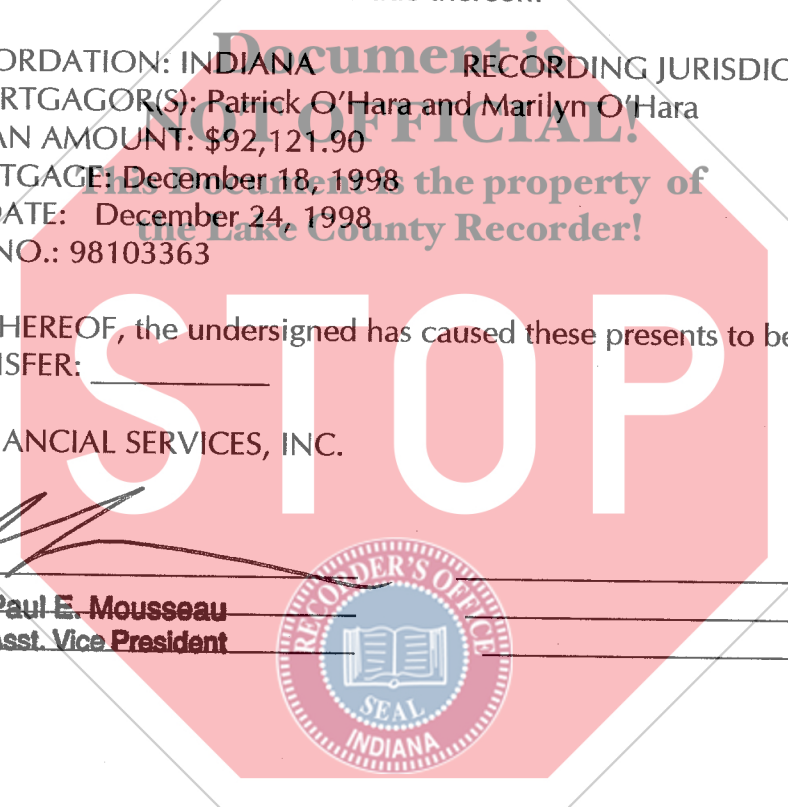 thereon.
Document is
ORDATION: INDIANA RECORDING JURISDIC
RTGAGOR(S): Patrick O'Hara and Marilyn O'Hara
NOT OFFICIAL!
AN AMOUNT: $92,121.90
TGAGE: December 18, 1998
This Document is the property of
DATE: December 24, 1998
the Lake County Recorder!
NO.: 98103363
HEREOF, the undersigned has caused these presents to be
NSFER:
STOP
ANCIAL SERVICES, INC.
RECORDER'S OFFICE
Paul E. Mousseau
Asst. Vice President
SEAL
INDIANA